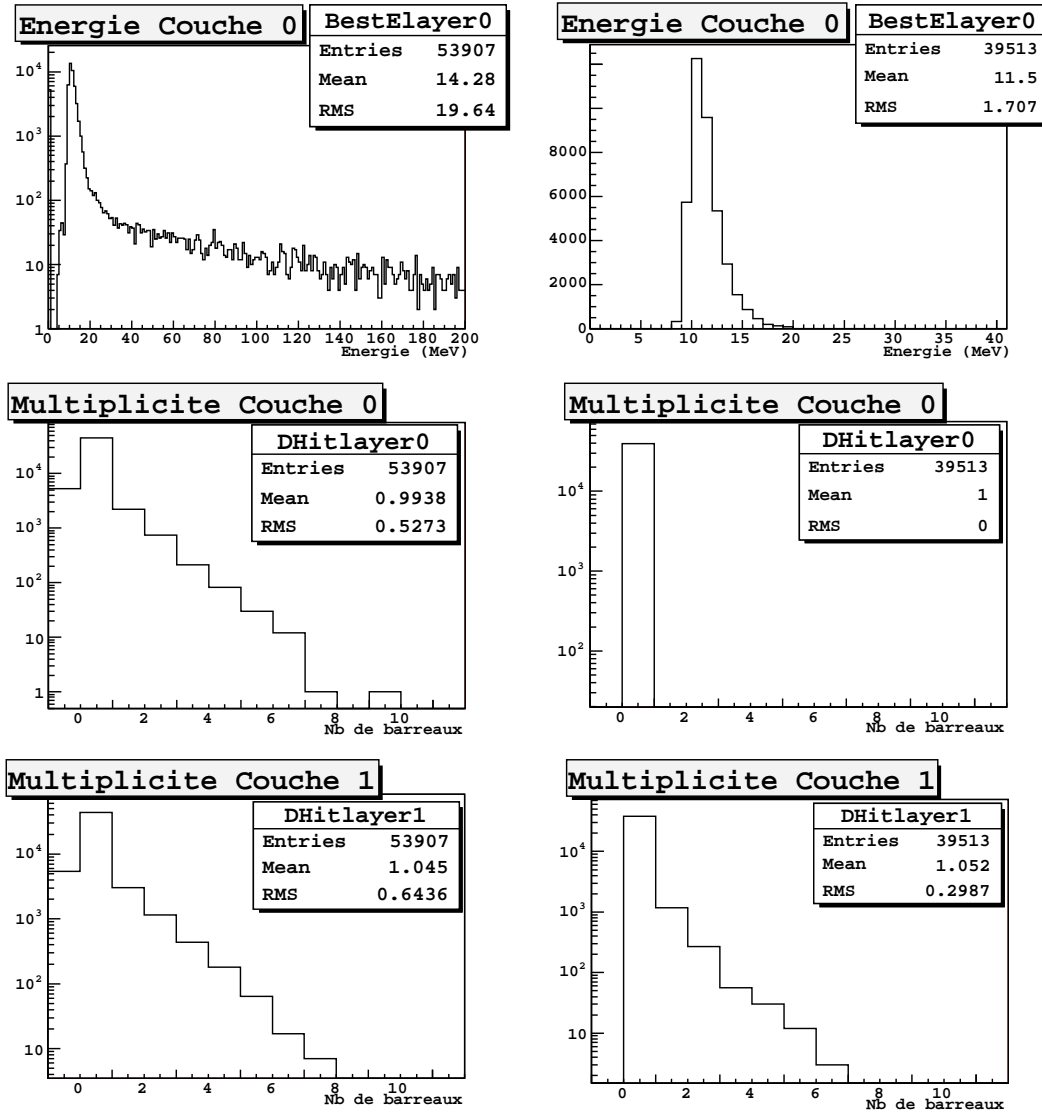 Energie Couche 0
BestElayer0
Entries 53907
Mean 14.28
RMS 19.64
10^4
10^3
10^2
10
1
0 20 40 60 80 100 120 140 160 180 200
Energie (MeV)
Energie Couche 0
BestElayer0
Entries 39513
Mean 11.5
RMS 1.707
8000
6000
4000
2000
0
0 5 10 15 20 25 30 35 40
Energie (MeV)
Multiplicite Couche 0
DHitlayer0
Entries 53907
Mean 0.9938
RMS 0.5273
10^4
10^3
10^2
10
1
0 2 4 6 8 10
Nb de barreaux
Multiplicite Couche 0
DHitlayer0
Entries 39513
Mean 1
RMS 0
10^4
10^3
10^2
0 2 4 6 8 10
Nb de barreaux
Multiplicite Couche 1
DHitlayer1
Entries 53907
Mean 1.045
RMS 0.6436
10^4
10^3
10^2
10
0 2 4 6 8 10
Nb de barreaux
Multiplicite Couche 1
DHitlayer1
Entries 39513
Mean 1.052
RMS 0.2987
10^4
10^3
10^2
10
0 2 4 6 8 10
Nb de barreaux